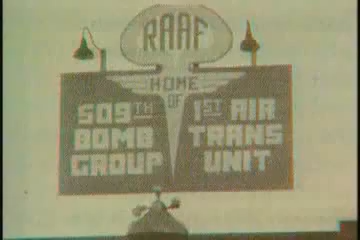 RAAF
HOME
OF
509TH
BOMB
GROUP
1ST AIR
TRANS
UNIT